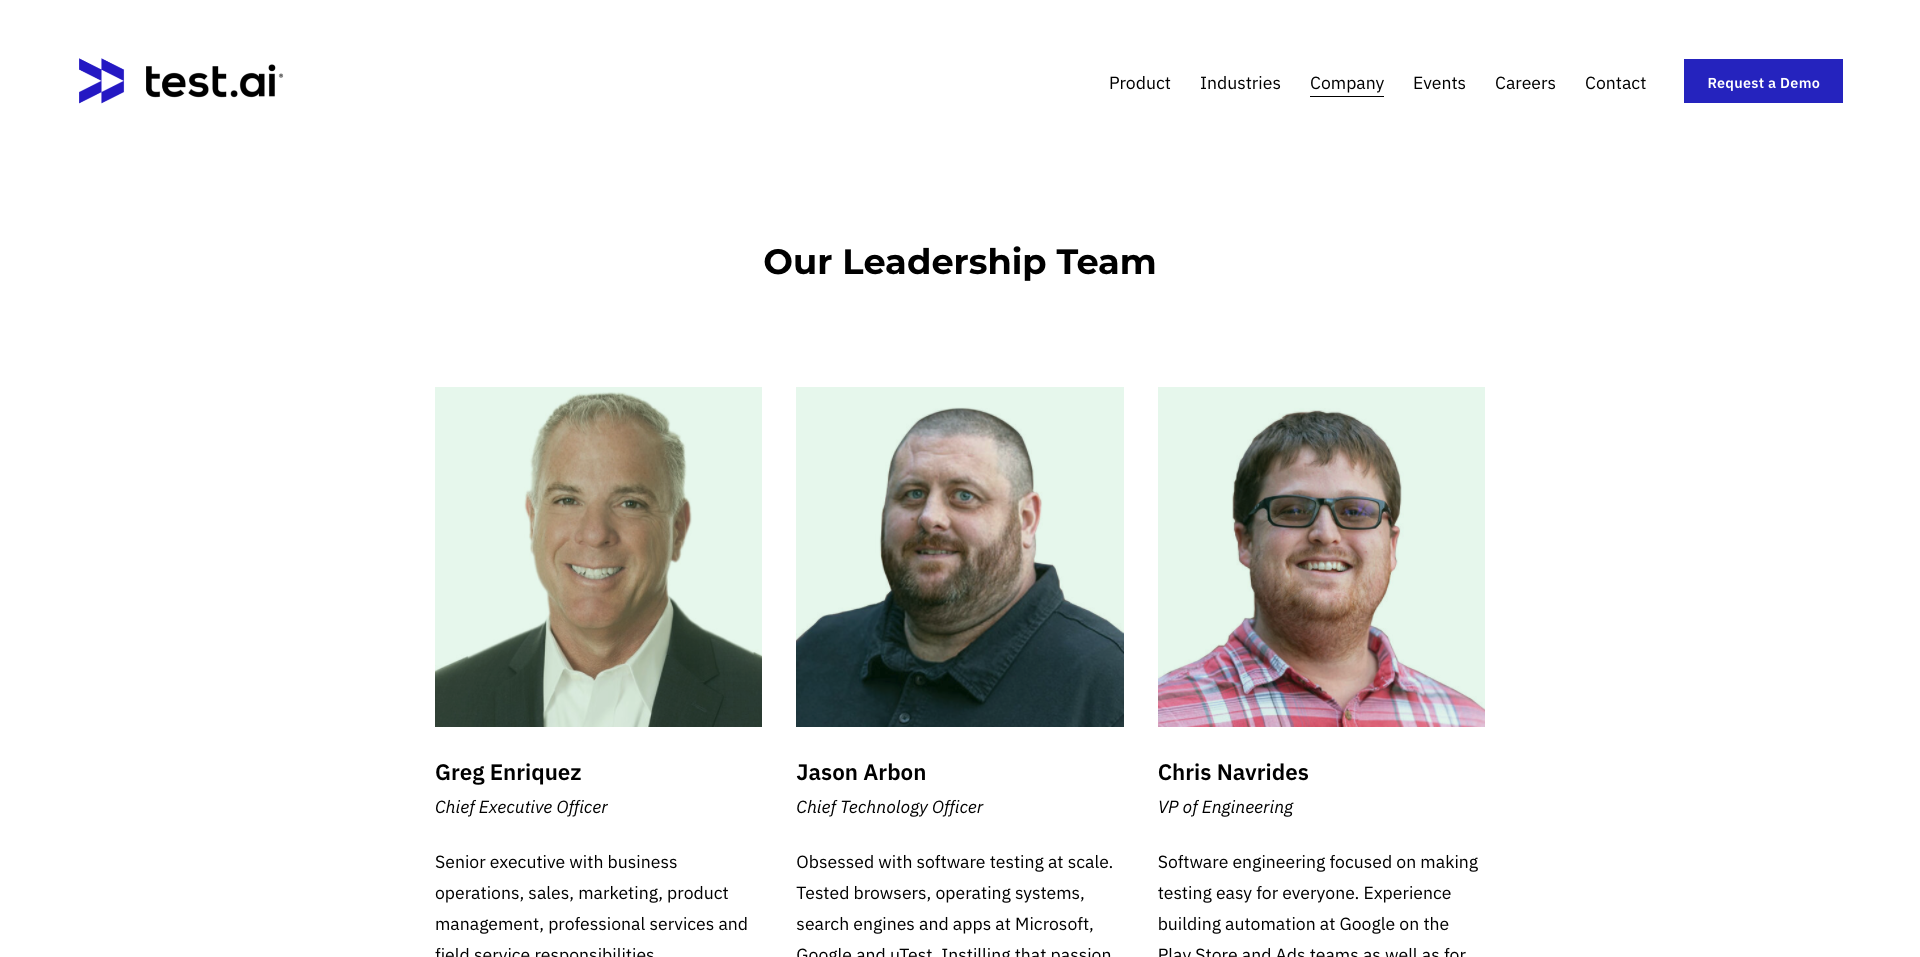 test.ai
Product Industries Company Events Careers Contact Request a Demo
Our Leadership Team
Greg Enriquez
Chief Executive Officer
Senior executive with business
operations, sales, marketing, product
management, professional services and
field service responsibilities
Jason Arbon
Chief Technology Officer
Obsessed with software testing at scale.
Tested browsers, operating systems,
search engines and apps at Microsoft,
Google and uTest. Instilling that passion
Chris Navrides
VP of Engineering
Software engineering focused on making
testing easy for everyone. Experience
building automation at Google on the
Play Store and Ads teams as well as for